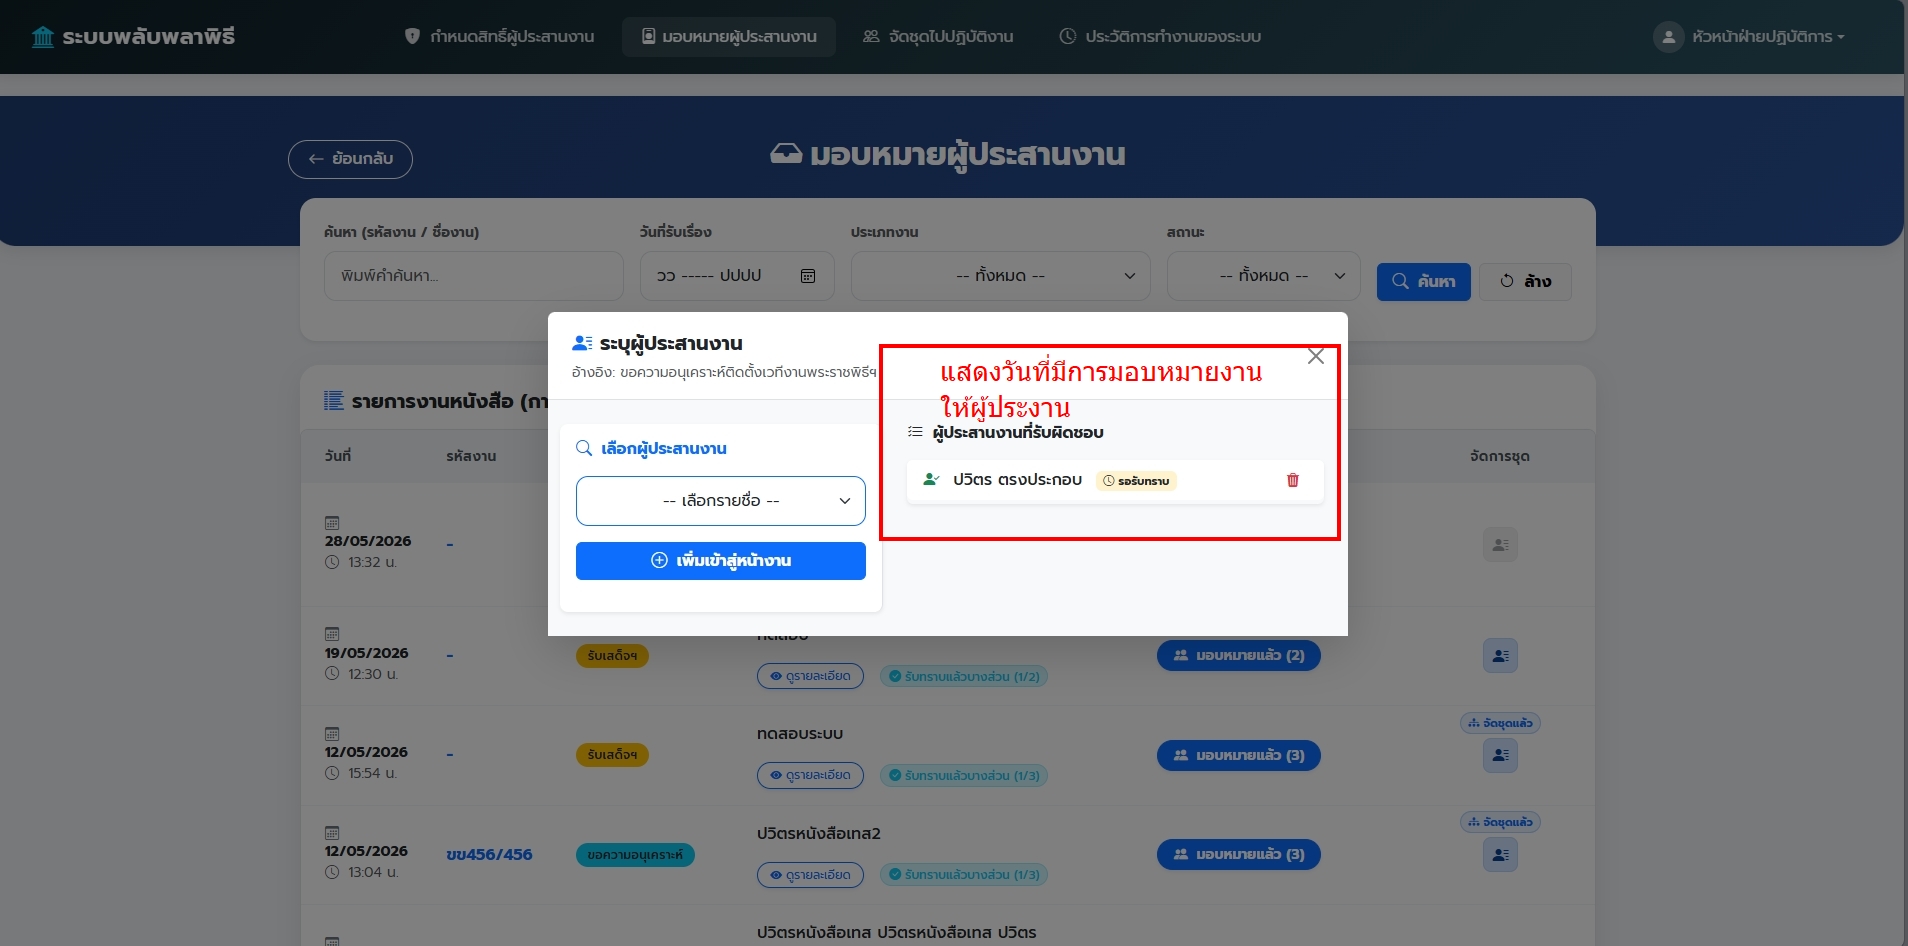 ระบบพลับพลาพิธี
กำหนดสิทธิ์ผู้ประสานงาน
มอบหมายผู้ประสานงาน
จัดชุดไปปฏิบัติงาน
ประวัติการทำงานของระบบ
หัวหน้าฝ่ายปฏิบัติการ
ย้อนกลับ
มอบหมายผู้ประสานงาน
ค้นหา (รหัสงาน / ชื่องาน)
วันที่รับเรื่อง
ประเภทงาน
สถานะ
พิมพ์คำค้นหา...
วว ----- ปปปป
-- ทั้งหมด --
-- ทั้งหมด --
ค้นหา
ล้าง
ระบุผู้ประสานงาน
อ้างอิง: ขอความอนุเคราะห์ติดตั้งเวทีงานพระราชพิธีฯ
แสดงวันที่มีการมอบหมายงาน
ให้ผู้ประงาน
เลือกผู้ประสานงาน
-- เลือกรายชื่อ --
เพิ่มเข้าสู่หน้างาน
ผู้ประสานงานที่รับผิดชอบ
ปวิตร ตรงประกอบ
รอรับทราบ
รายการงานหนังสือ (กา
วันที่
รหัสงาน
จัดการชุด
28/05/2026
13:32 น.
-
19/05/2026
12:30 น.
-
รับเสด็จฯ
ทดสอบ
ดูรายละเอียด
รับทราบแล้วบางส่วน (1/2)
มอบหมายแล้ว (2)
12/05/2026
15:54 น.
-
รับเสด็จฯ
ทดสอบระบบ
ดูรายละเอียด
รับทราบแล้วบางส่วน (1/3)
มอบหมายแล้ว (3)
จัดชุดแล้ว
12/05/2026
13:04 น.
ขข456/456
ขอความอนุเคราะห์
ปวิตรหนังสือเทส2
ดูรายละเอียด
รับทราบแล้วบางส่วน (1/3)
มอบหมายแล้ว (3)
จัดชุดแล้ว
ปวิตรหนังสือเทส ปวิตรหนังสือเทส ปวิตร